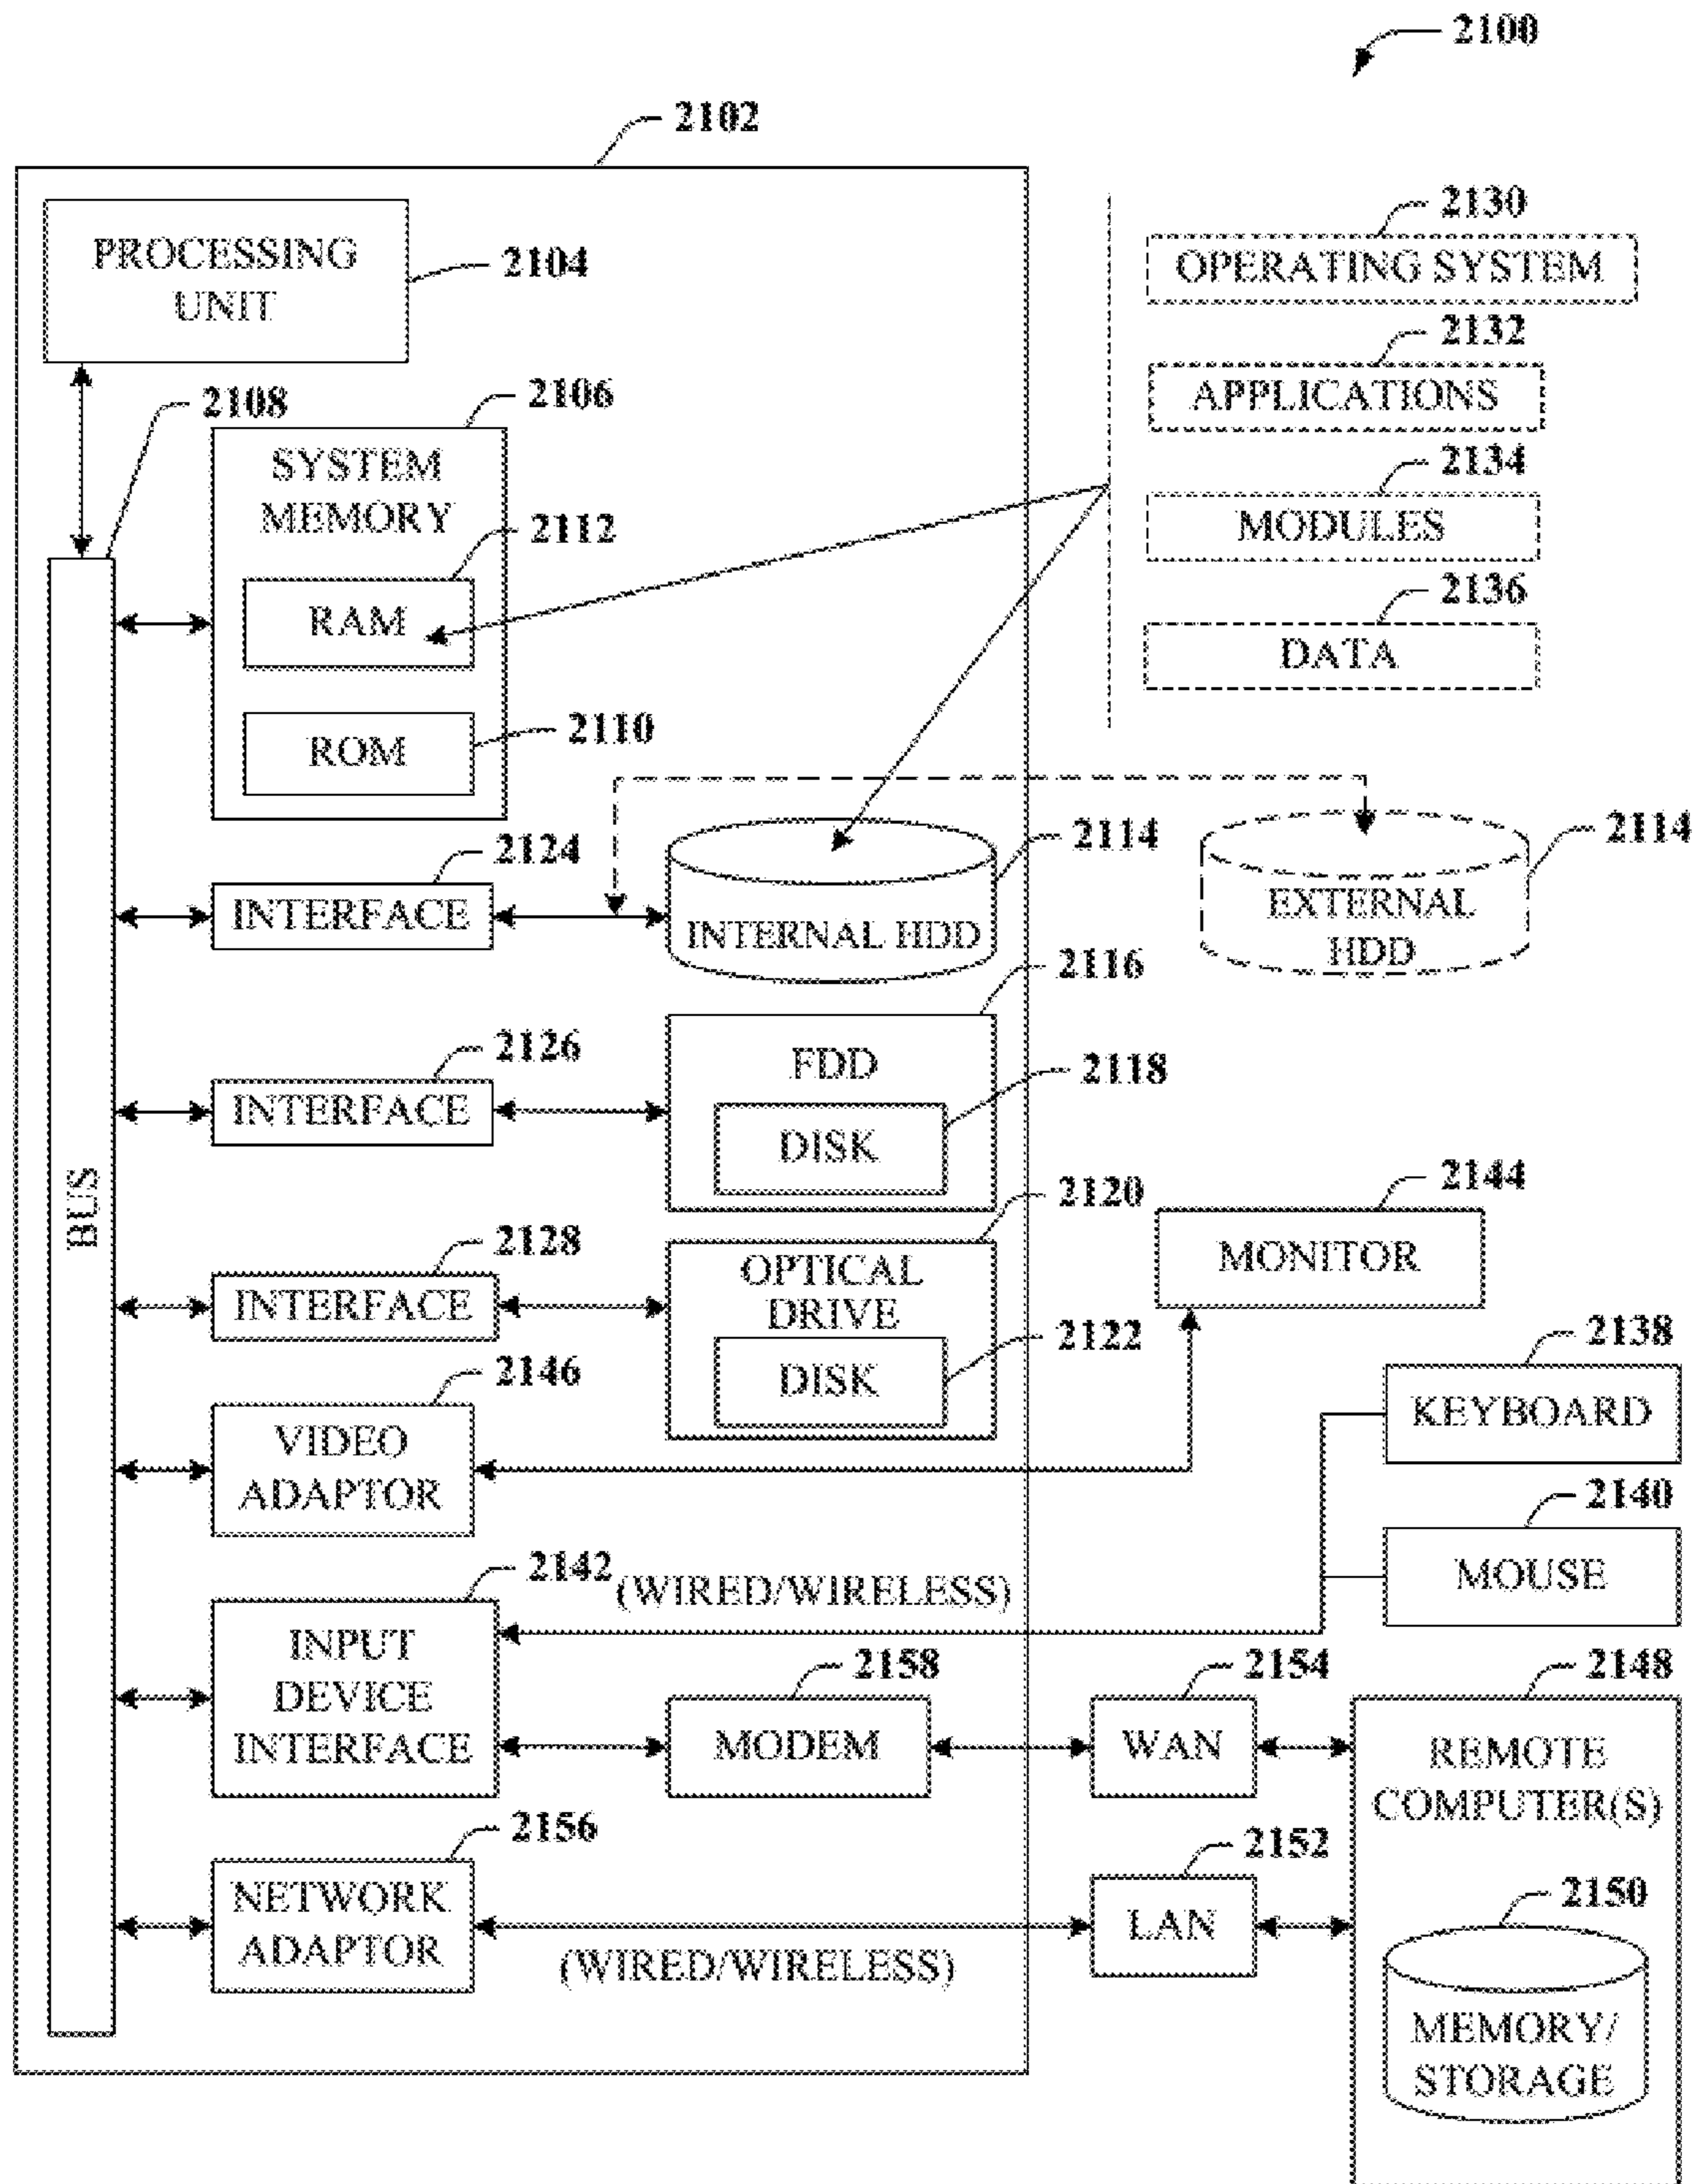 2100
2102
PROCESSING
UNIT
2104
2130
OPERATING SYSTEM
2132
APPLICATIONS
2134
MODULES
2136
DATA
2108
2106
SYSTEM
MEMORY
2112
RAM
2110
ROM
2124
INTERFACE
2114
INTERNAL HDD
2114
EXTERNAL
HDD
2116
2126
INTERFACE
FDD
2118
DISK
BUS
2120
2128
INTERFACE
OPTICAL
DRIVE
2122
DISK
2144
MONITOR
2146
VIDEO
ADAPTOR
2138
KEYBOARD
2140
MOUSE
2142
(WIRED/WIRELESS)
INPUT
DEVICE
INTERFACE
2158
MODEM
2154
WAN
2148
REMOTE
COMPUTER(S)
2156
NETWORK
ADAPTOR
(WIRED/WIRELESS)
2152
LAN
2150
MEMORY/
STORAGE